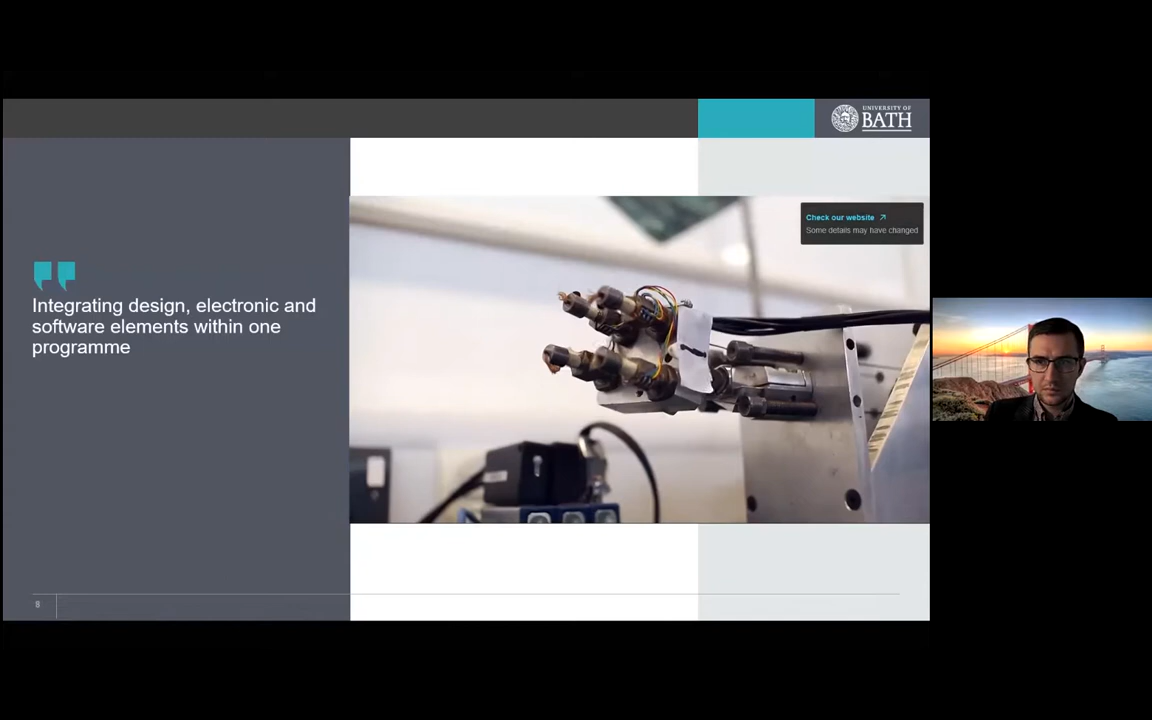 UNIVERSITY OF
BATH
Check our website
Some details may have changed
Integrating design, electronic and
software elements within one
programme
8